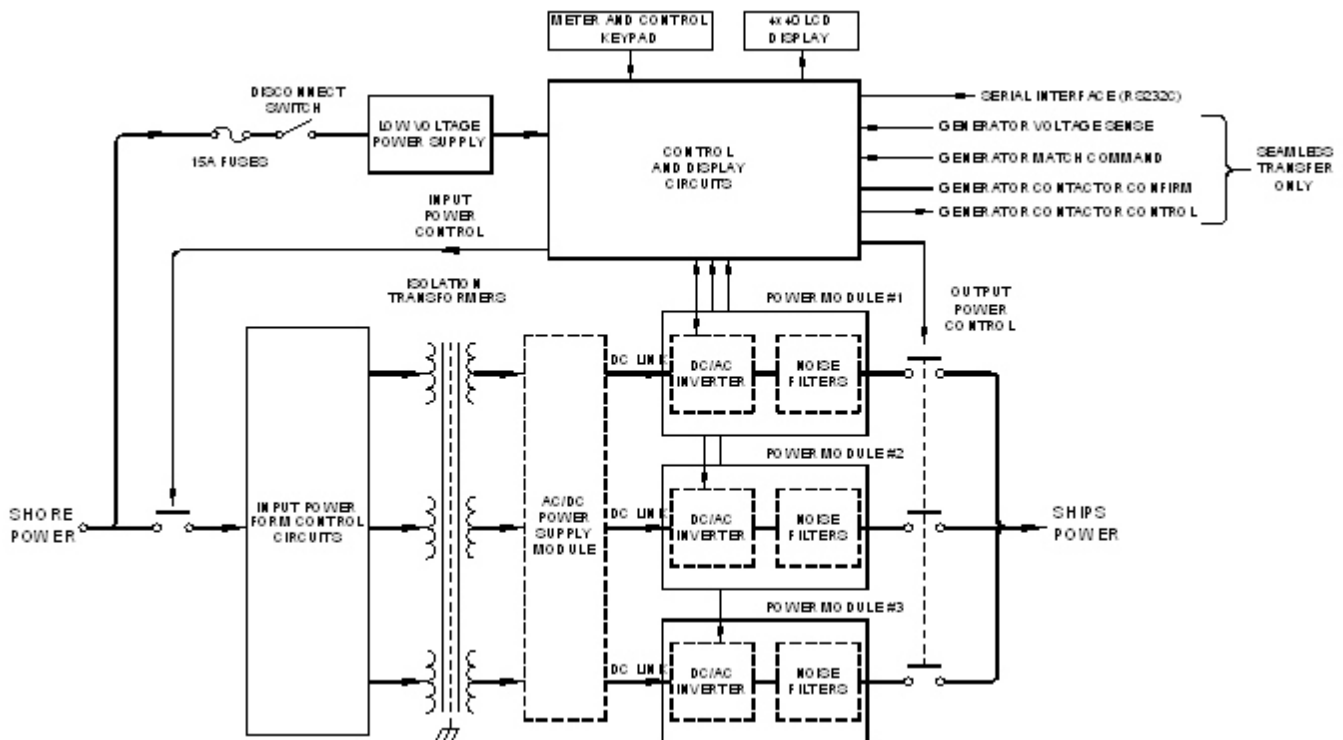 METER AND CONTROL
KEYPAD
4x40 LCD
DISPLAY
DISCONNECT
SWITCH
LOW VOLTAGE
POWER SUPPLY
15A FUSES
CONTROL
AND DISPLAY
CIRCUITS
SERIAL INTERFACE (RS232C)
GENERATOR VOLTAGE SENSE
GENERATOR MATCH COMMAND
GENERATOR CONTACTOR CONFIRM
GENERATOR CONTACTOR CONTROL
SEAMLESS
TRANSFER
ONLY
INPUT
POWER
CONTROL
ISOLATION
TRANSFORMERS
POWER MODULE #1
OUTPUT
POWER
CONTROL
DC LINK
DC/AC
INVERTER
NOISE
FILTERS
POWER MODULE #2
SHORE
POWER
INPUT POWER
FORM CONTROL
CIRCUITS
AC/DC
POWER
SUPPLY
MODULE
DC LINK
DC/AC
INVERTER
NOISE
FILTERS
SHIPS
POWER
POWER MODULE #3
DC LINK
DC/AC
INVERTER
NOISE
FILTERS